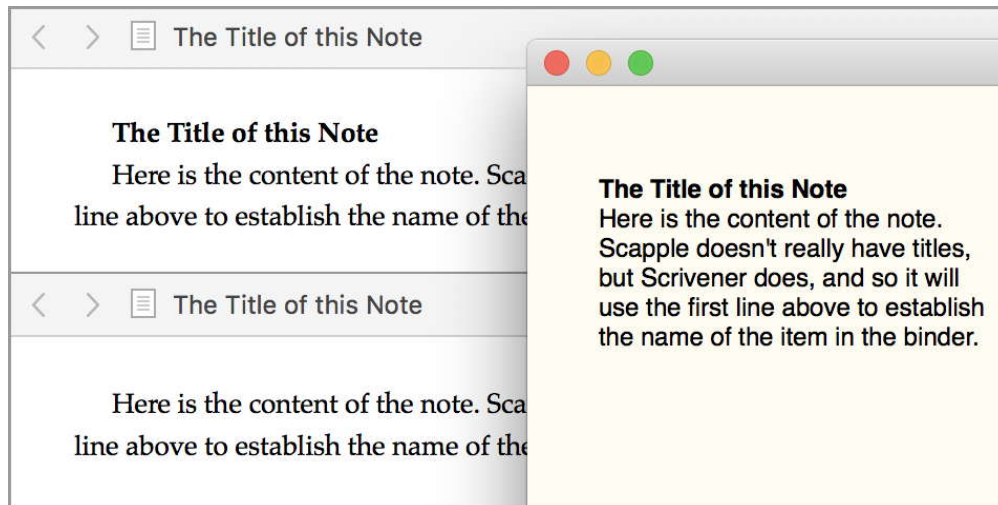 The Title of this Note
The Title of this Note
Here is the content of the note. Sca
line above to establish the name of the
The Title of this Note
Here is the content of the note. Sca
line above to establish the name of the
The Title of this Note
Here is the content of the note.
Scapple doesn't really have titles,
but Scrivener does, and so it will
use the first line above to establish
the name of the item in the binder.